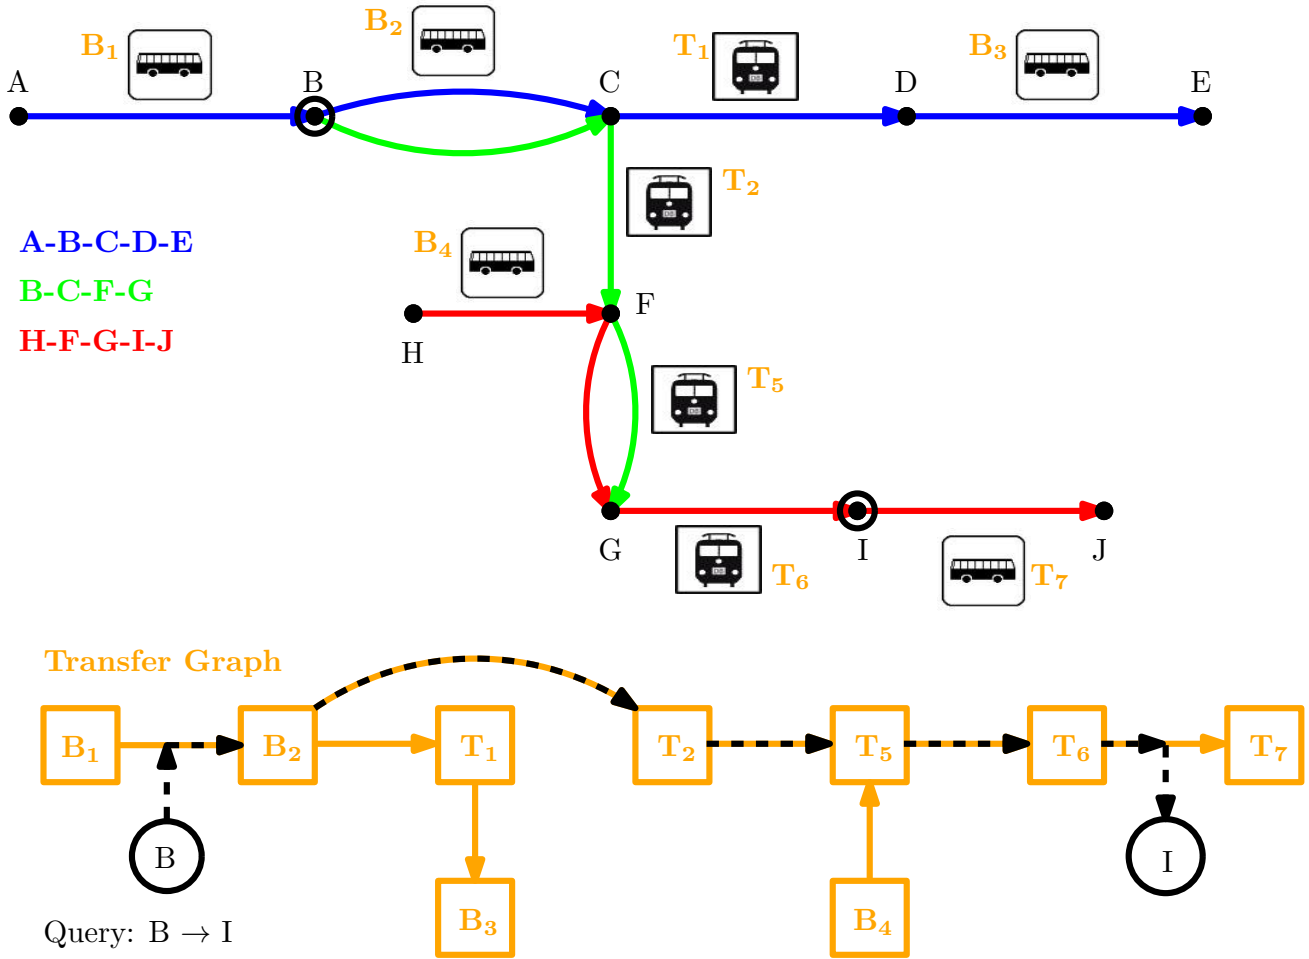 B₁
B₂
T₁
B₃
A
B
C
D
E
T₂
A-B-C-D-E
B-C-F-G
H-F-G-I-J
B₄
F
H
T₅
G
T₆
I
T₇
J
Transfer Graph
B₁
B₂
T₁
T₂
T₅
T₆
T₇
B
I
B₃
B₄
Query: B → I